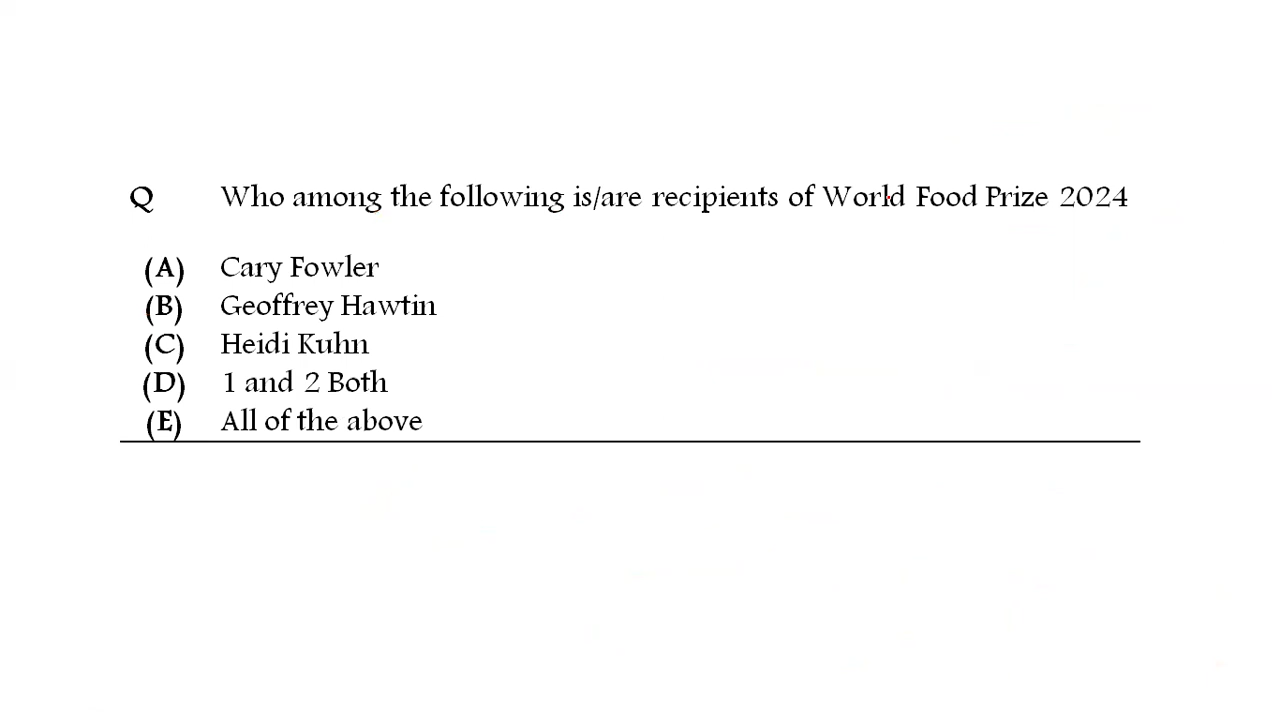 Q Who among the following is/are recipients of World Food Prize 2024
(A) Cary Fowler
(B) Geoffrey Hawtin
(C) Heidi Kuhn
(D) 1 and 2 Both
(E) All of the above